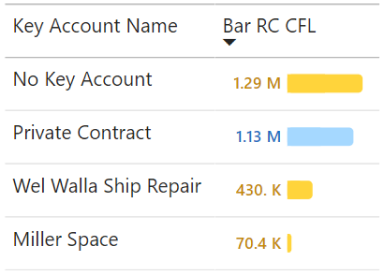 Key Account Name Bar RC CFL
No Key Account 1.29 M
Private Contract 1.13 M
Wel Walla Ship Repair 430. K
Miller Space 70.4 K